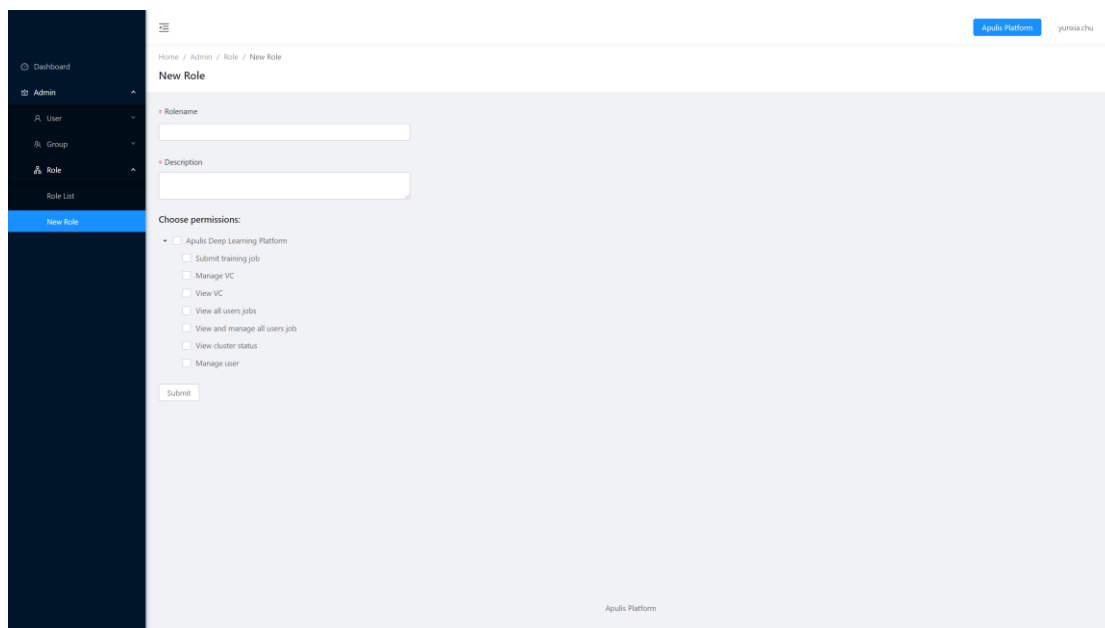 Apulis Platform yunxia.chu
Home / Admin / Role / New Role
New Role
Dashboard
Admin
User
Group
Role
Role List
New Role
* Rolename
* Description
Choose permissions:
Apulis Deep Learning Platform
Submit training job
Manage VC
View VC
View all users jobs
View and manage all users job
View cluster status
Manage user
Submit
Apulis Platform